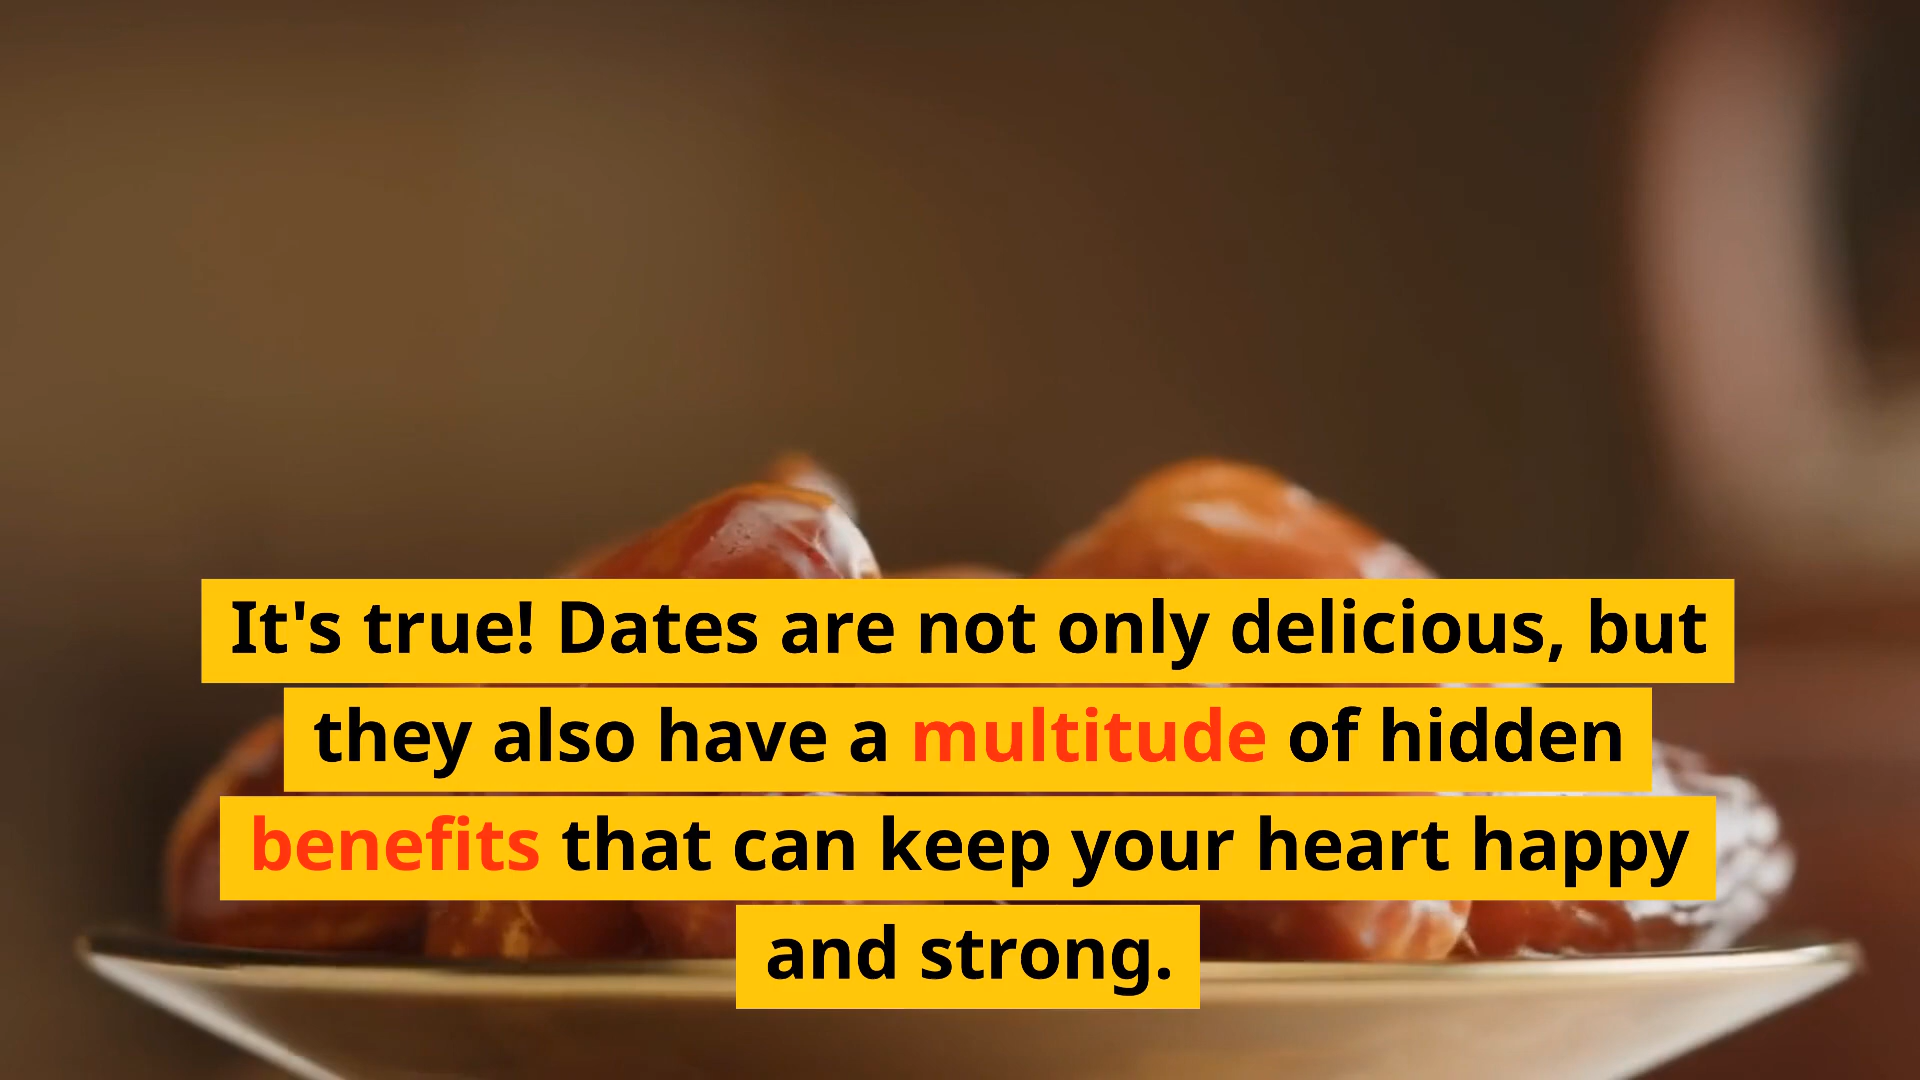 It's true! Dates are not only delicious, but
they also have a multitude of hidden
benefits that can keep your heart happy
and strong.